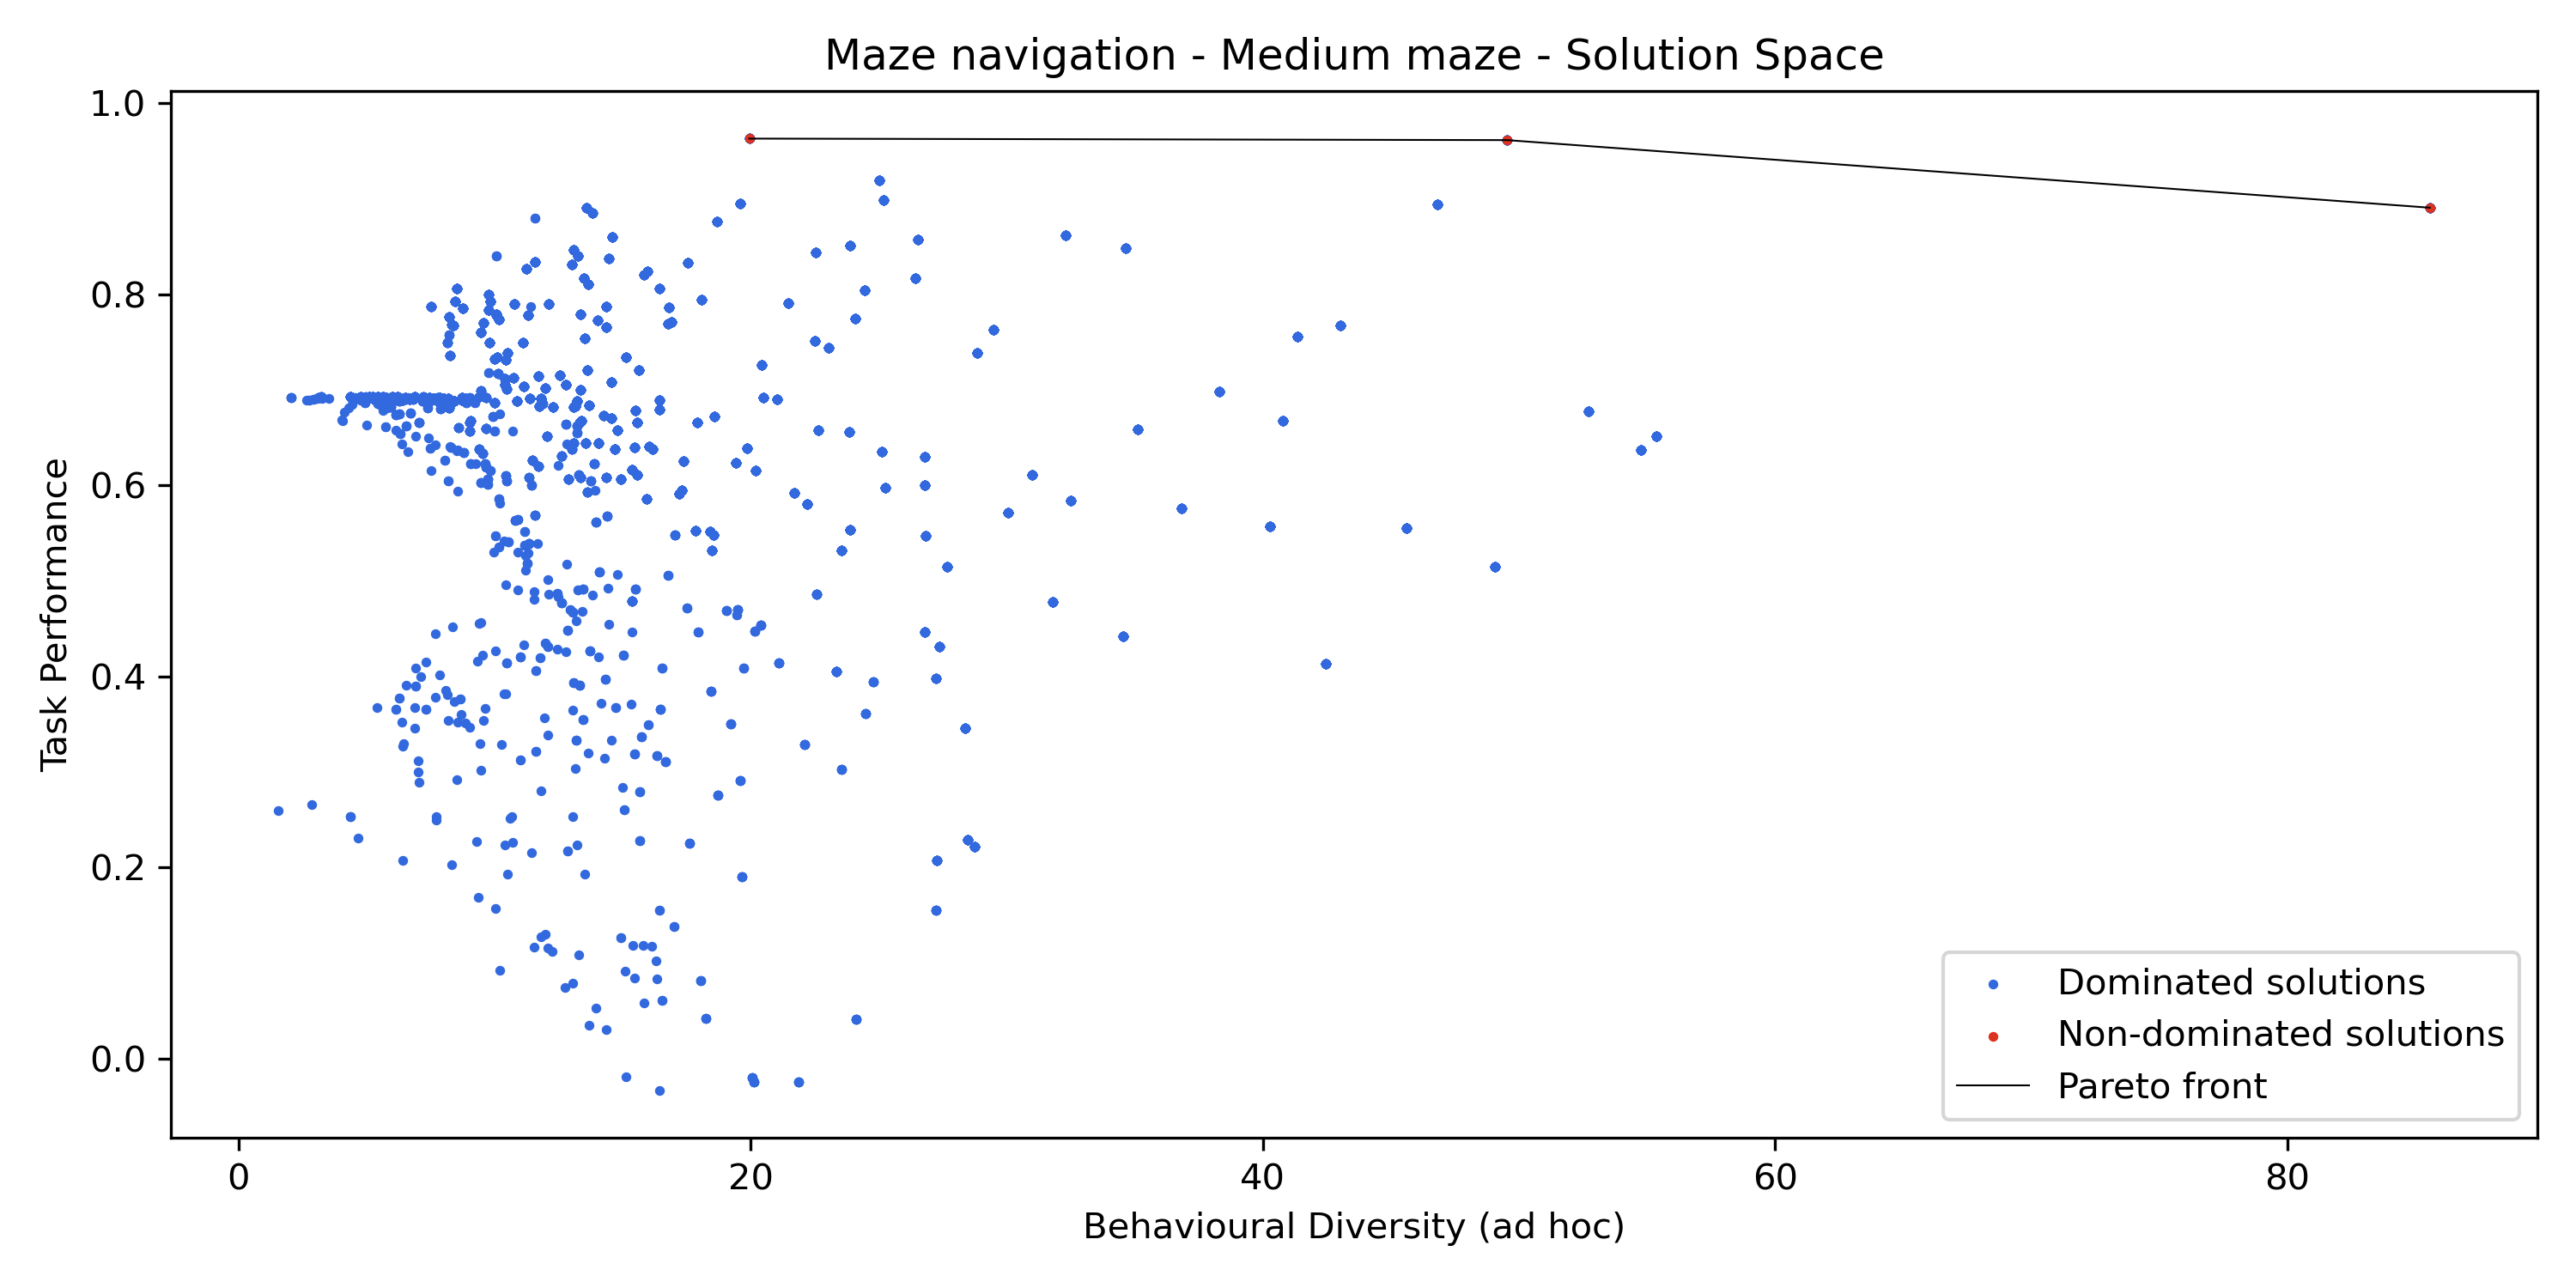 Maze navigation - Medium maze - Solution Space
1.0
0.8
0.6
0.4
0.2
0.0
Task Performance
0 20 40 60 80
Behavioural Diversity (ad hoc)
Dominated solutions
Non-dominated solutions
Pareto front